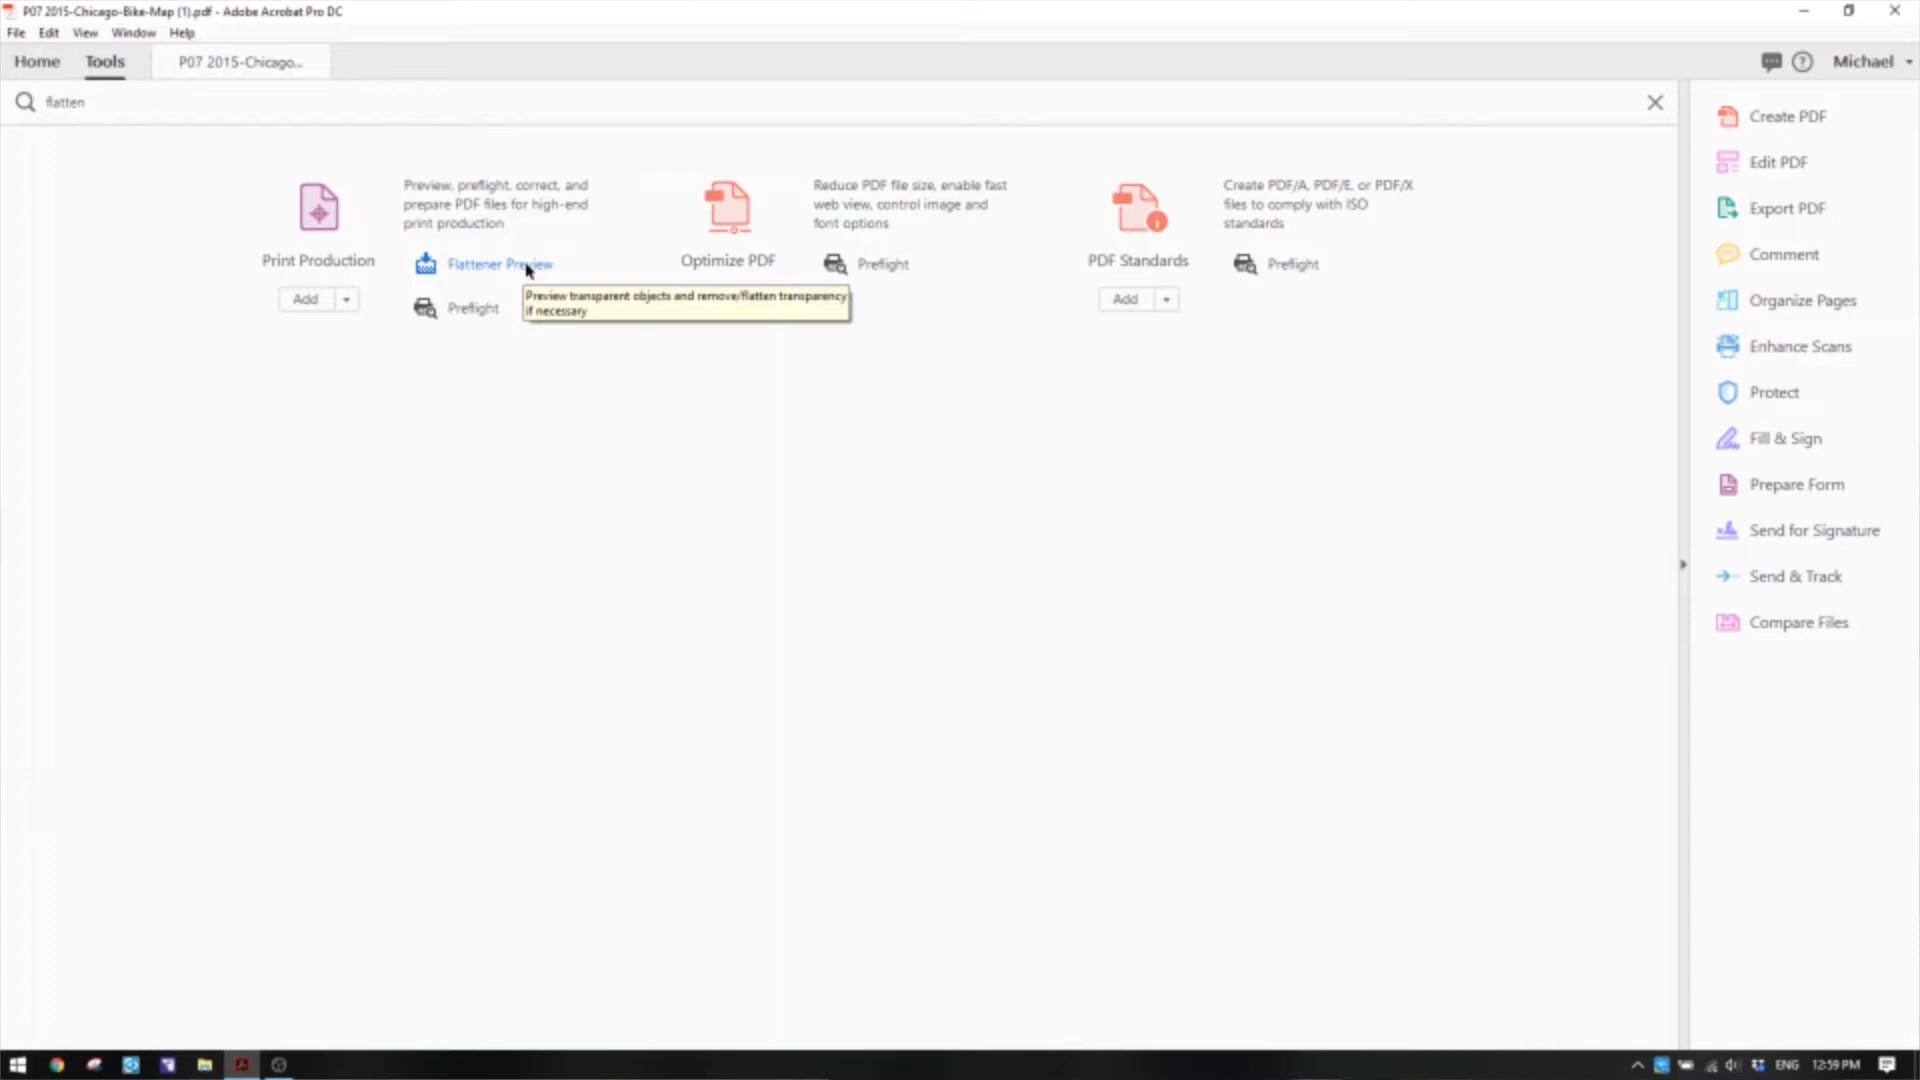 P07 2015-Chicago-Bike-Map (1).pdf - Adobe Acrobat Pro DC
File Edit View Window Help
Home Tools P07 2015-Chicago... Michael
flatten
Preview, preflight, correct, and
prepare PDF files for high-end
print production
Print Production
Add
Flattener Preview
Preflight
Preview transparent objects and remove/flatten transparency
if necessary
Reduce PDF file size, enable fast
web view, control image and
font options
Optimize PDF
Preflight
Create PDF/A, PDF/E, or PDF/X
files to comply with ISO
standards
PDF Standards
Add
Preflight
Create PDF
Edit PDF
Export PDF
Comment
Organize Pages
Enhance Scans
Protect
Fill & Sign
Prepare Form
Send for Signature
Send & Track
Compare Files
ENG 12:59 PM